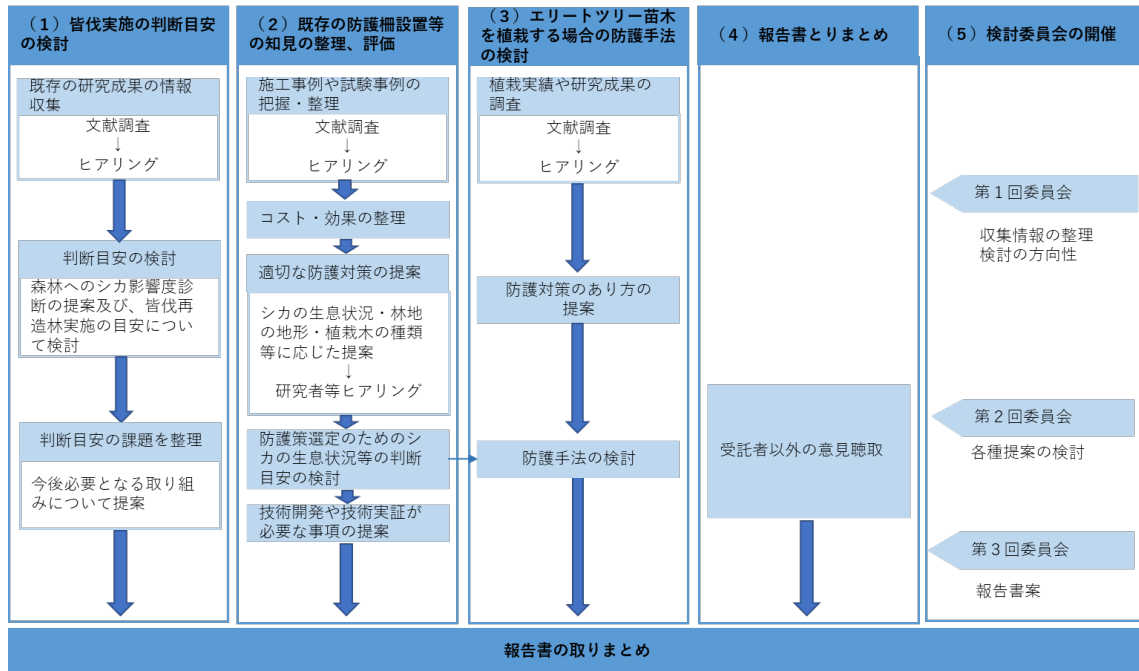 （１）皆伐実施の判断目安
の検討
既存の研究成果の情報
収集
文献調査
↓
ヒアリング
判断目安の検討
森林へのシカ影響度診
断の提案及び、皆伐再
造林実施の目安につい
て検討
判断目安の課題を整理
今後必要となる取り組
みについて提案
（２）既存の防護柵設置等
の知見の整理、評価
施工事例や試験事例の
把握・整理
文献調査
↓
ヒアリング
コスト・効果の整理
適切な防護対策の提案
シカの生息状況・林地
の地形・植栽木の種類
等に応じた提案
↓
研究者等ヒアリング
防護策選定のためのシ
カの生息状況等の判断
目安の検討
技術開発や技術実証が
必要な事項の提案
（３）エリートツリー苗木
を植栽する場合の防護手法
の検討
植栽実績や研究成果の
調査
文献調査
↓
ヒアリング
防護対策のあり方の
提案
防護手法の検討
（４）報告書とりまとめ
受託者以外の意見聴取
（５）検討委員会の開催
第１回委員会
収集情報の整理
検討の方向性
第２回委員会
各種提案の検討
第３回委員会
報告書案
報告書の取りまとめ